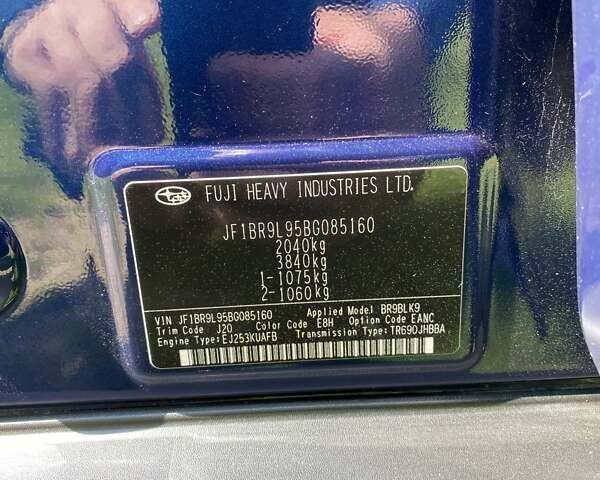 FUJI HEAVY INDUSTRIES LTD.
JF1BR9L95BG085160
2040kg
3840kg
1-1075kg
2-1060kg
VIN JF1BR9L95BG085160 Applied Model BR9BLK9
Trim Code J20 Color Code E8H Option Code EANC
Engine Type:EJ253KUAFB Transmission Type:TR690JHBBA